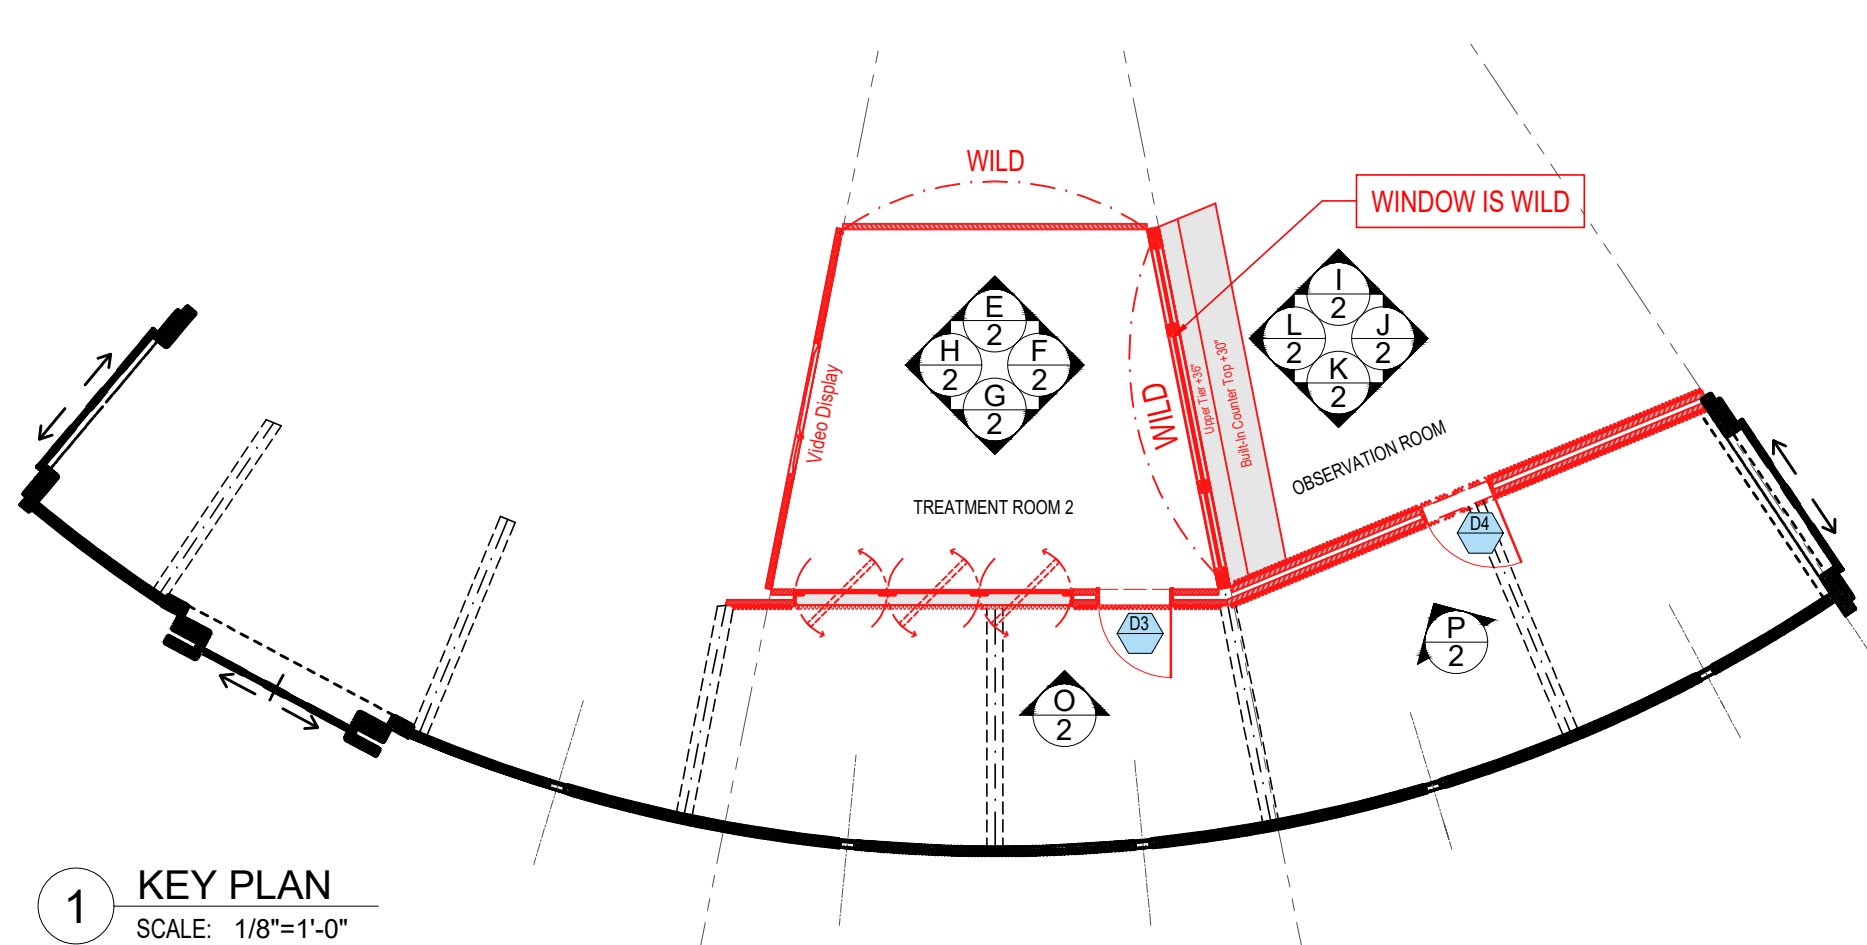 WILD
WINDOW IS WILD
E
2
H
2
F
2
G
2
I
2
L
2
J
2
K
2
Video Display
WILD
Upper Tier +36"
Built-In Counter Top +30"
OBSERVATION ROOM
TREATMENT ROOM 2
D4
D3
P
2
O
2
1
KEY PLAN
SCALE: 1/8"=1'-0"